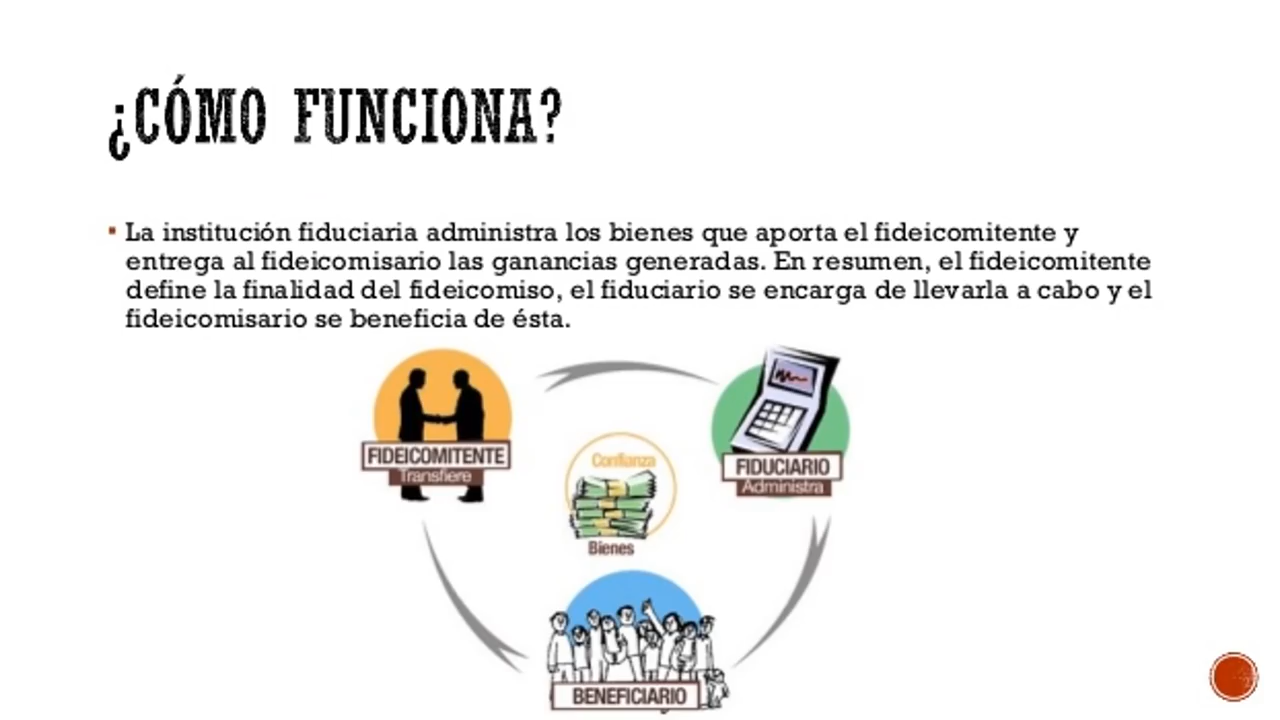 ¿CÓMO FUNCIONA?
La institución fiduciaria administra los bienes que aporta el fideicomitente y
entrega al fideicomisario las ganancias generadas. En resumen, el fideicomitente
define la finalidad del fideicomiso, el fiduciario se encarga de llevarla a cabo y el
fideicomisario se beneficia de ésta.
FIDEICOMITENTE
Transfiere
FIDUCIARIO
Administra
Confianza
Bienes
BENEFICIARIO